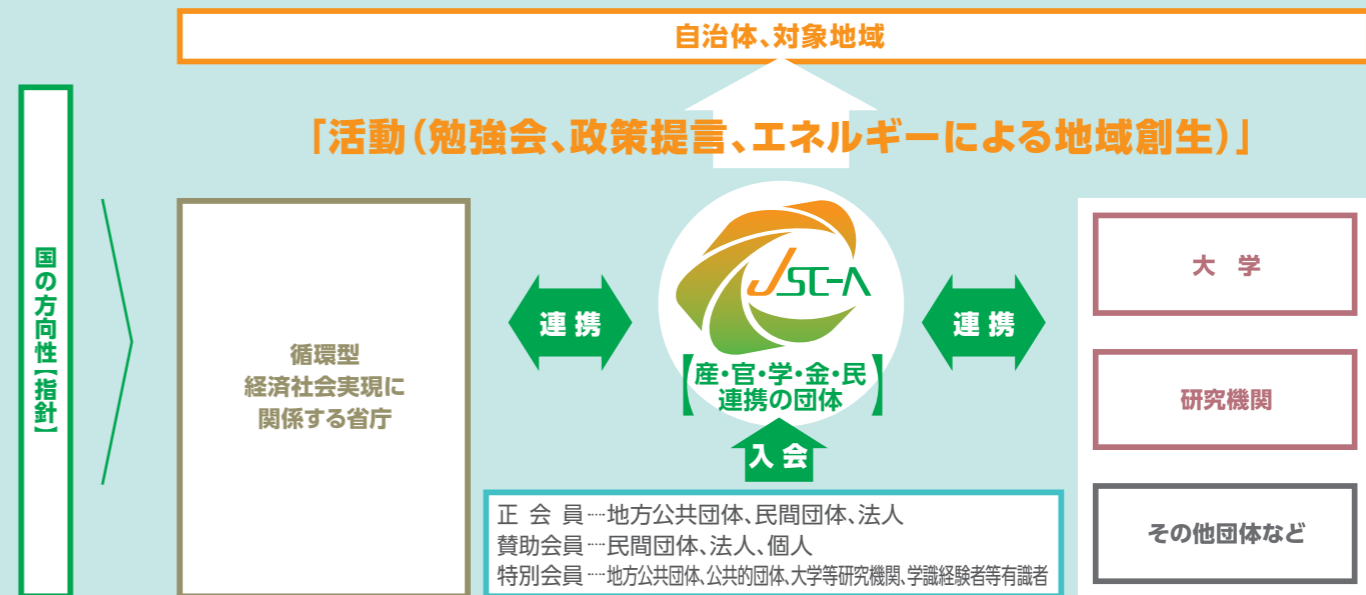 自治体、対象地域
「活動（勉強会、政策提言、エネルギーによる地域創生）」
国の方向性【指針】
循環型
経済社会実現に
関係する省庁
連携
JSC-A
【産・官・学・金・民
連携の団体】
連携
入会
大 学
研究機関
その他団体など
正 会 員…地方公共団体、民間団体、法人
賛助会員…民間団体、法人、個人
特別会員…地方公共団体、公共的団体、大学等研究機関、学識経験者等有識者